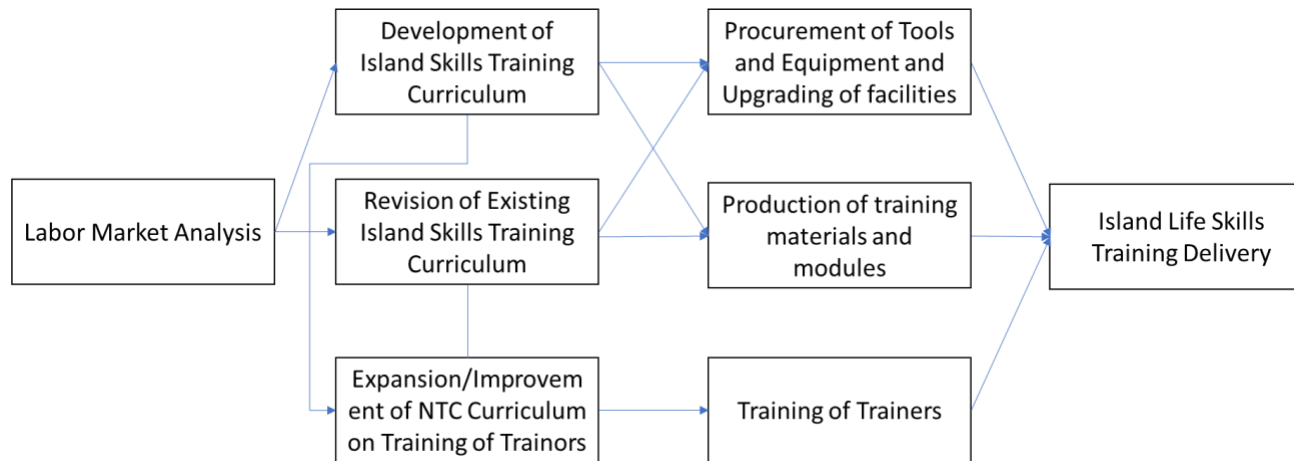 Labor Market Analysis
Development of
Island Skills Training
Curriculum
Revision of Existing
Island Skills Training
Curriculum
Expansion/Improvem
ent of NTC Curriculum
on Training of Trainors
Procurement of Tools
and Equipment and
Upgrading of facilities
Production of training
materials and
modules
Training of Trainers
Island Life Skills
Training Delivery